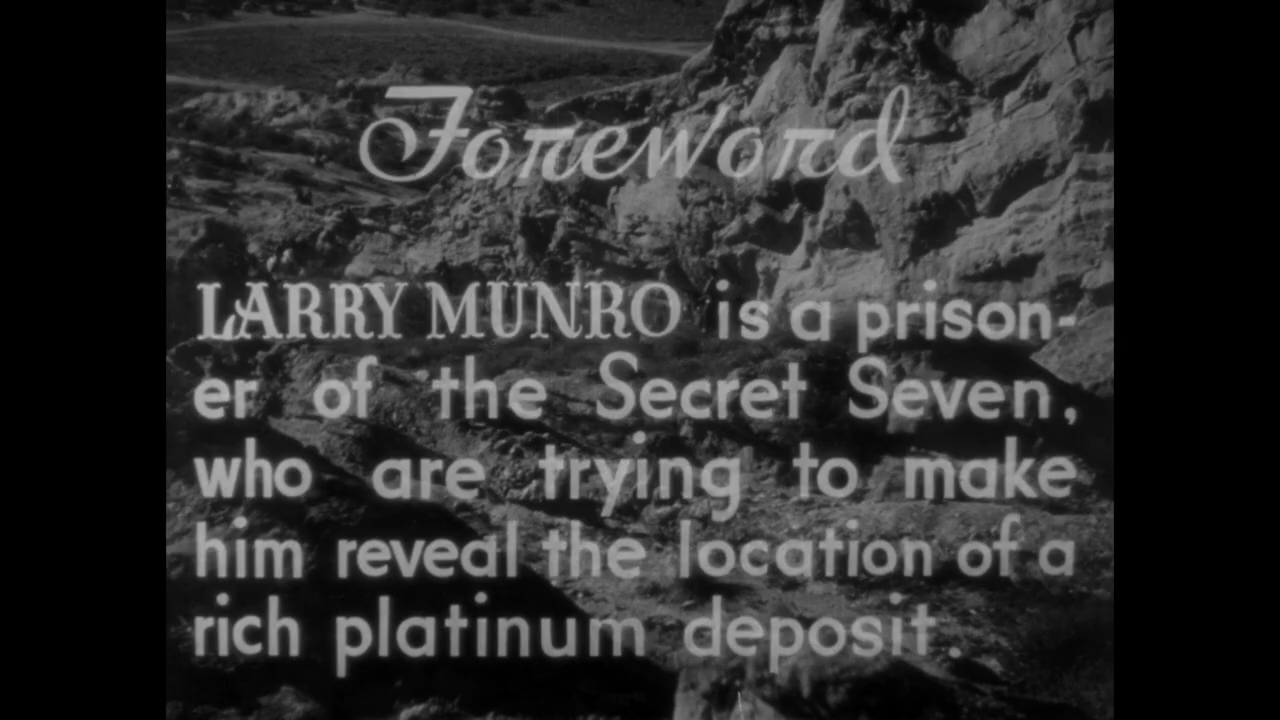 Foreword
LARRY MUNRO is a prison-
er of the Secret Seven,
who are trying to make
him reveal the location of a
rich platinum deposit.